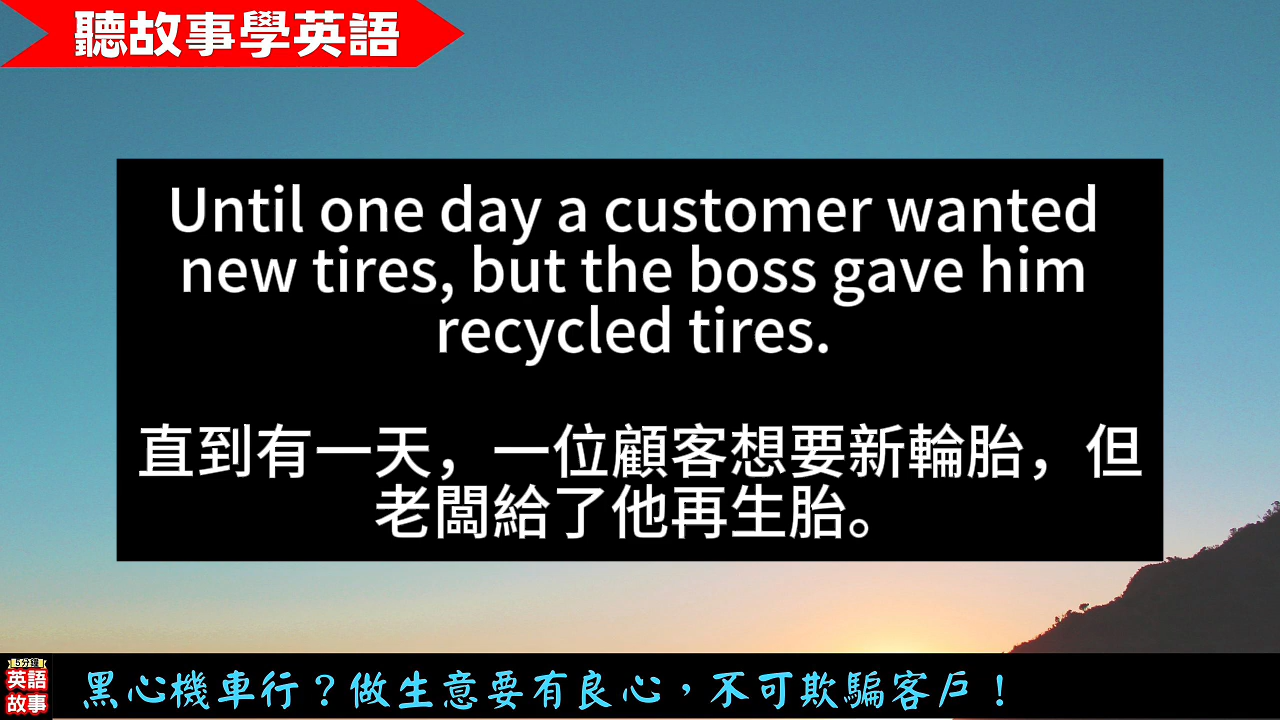 聽故事學英語
Until one day a customer wanted
new tires, but the boss gave him
recycled tires.
直到有一天，一位顧客想要新輪胎，但
老闆給了他再生胎。
5分鐘
英語
故事
黑心機車行？做生意要有良心，不可欺騙客戶！